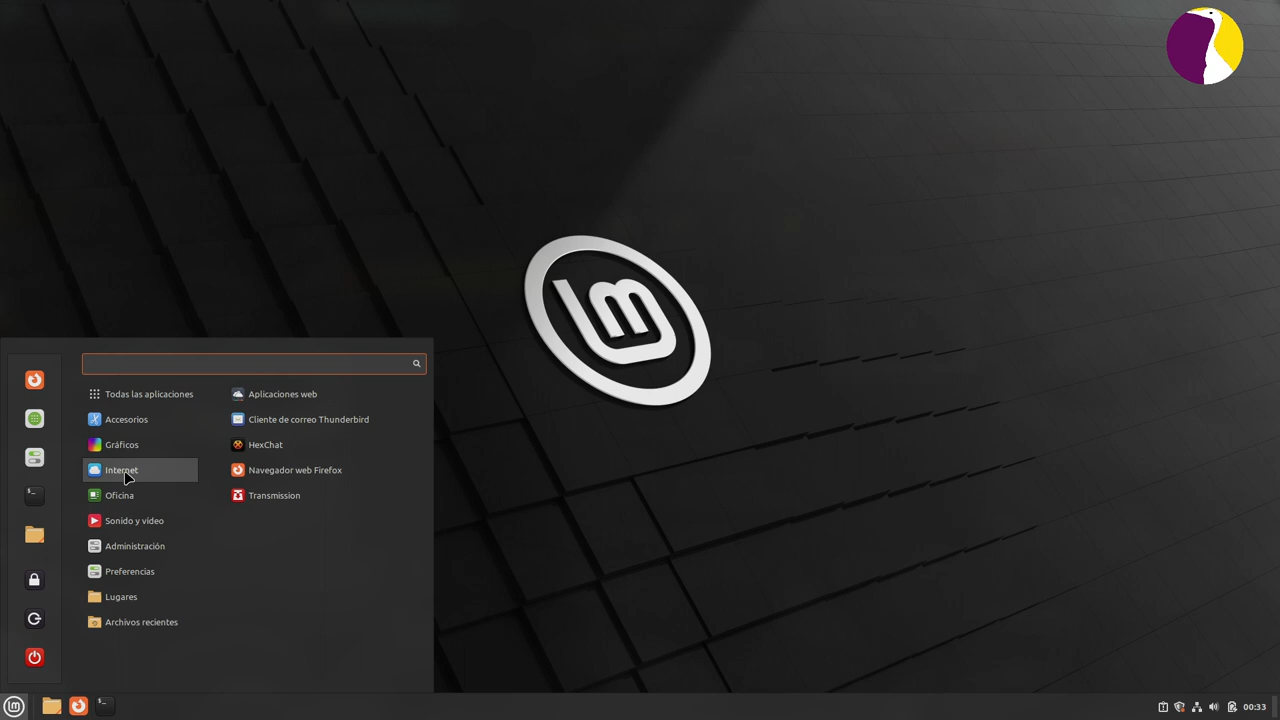 Todas las aplicaciones
Accesorios
Gráficos
Internet
Oficina
Sonido y vídeo
Administración
Preferencias
Lugares
Archivos recientes
Aplicaciones web
Cliente de correo Thunderbird
HexChat
Navegador web Firefox
Transmission
00:33